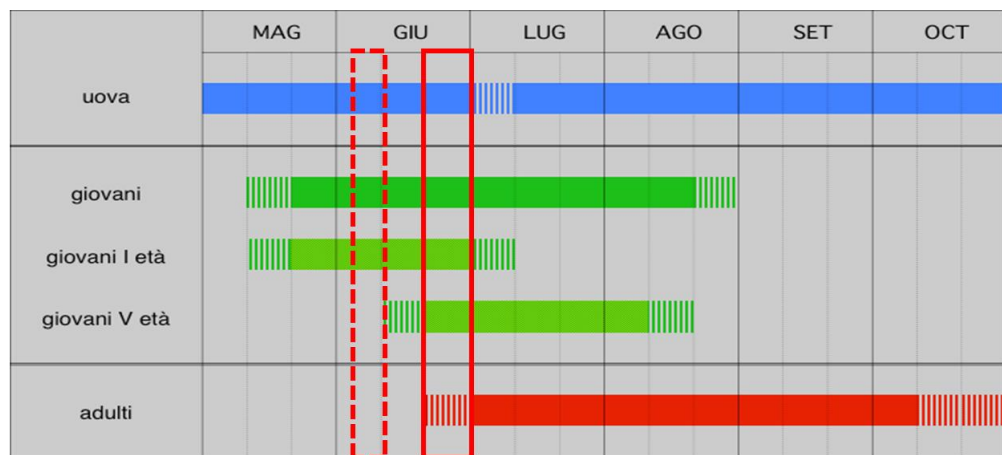 MAG GIU LUG AGO SET OCT
uova
giovani
giovani I età
giovani V età
adulti